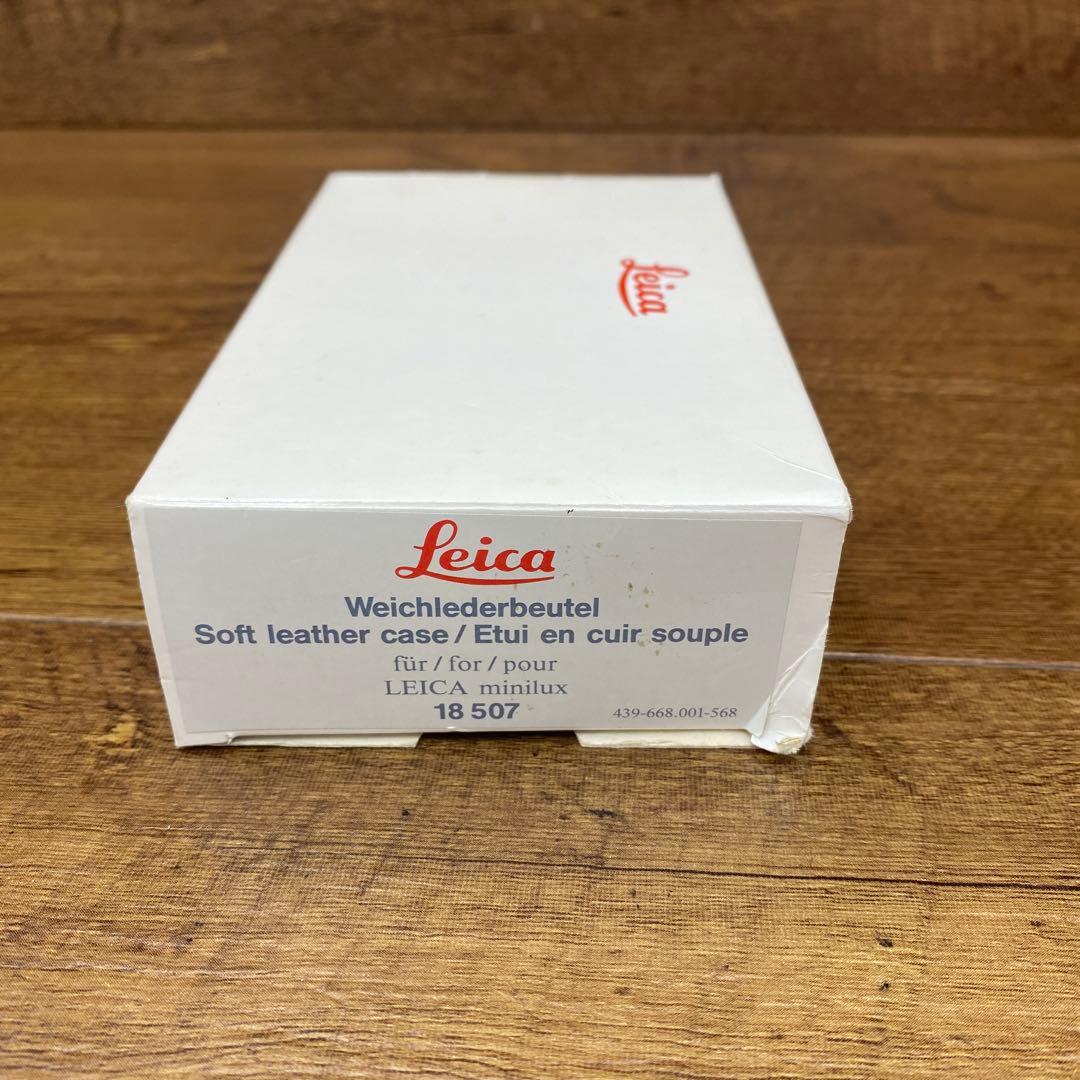 Leica
Leica
Weichlederbeutel
Soft leather case / Etui en cuir souple
für / for / pour
LEICA minilux
18 507
439-668.001-568